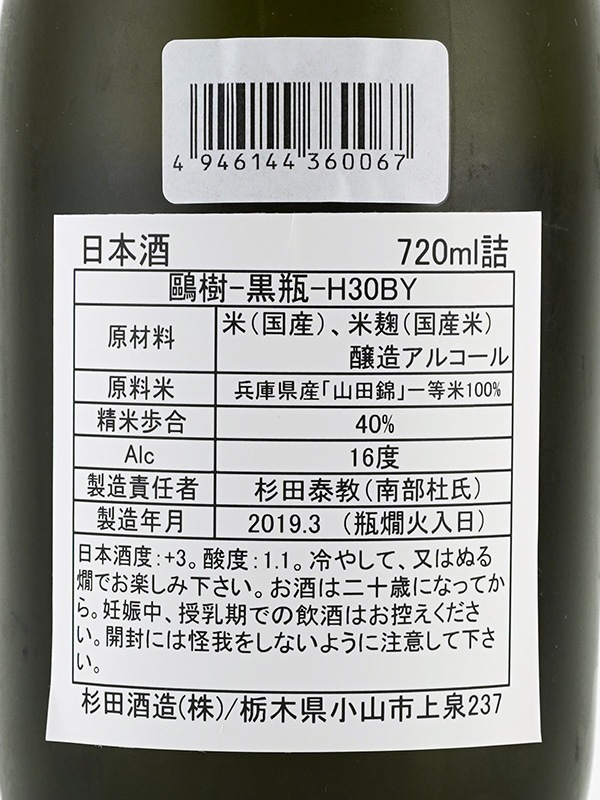 4 946144 360067
日本酒 720ml詰
鷗樹-黒瓶-H30BY
原材料 米(国産)、米麹(国産米)
醸造アルコール
原料米 兵庫県産「山田錦」一等米100%
精米歩合 40%
Alc 16度
製造責任者 杉田泰教(南部杜氏)
製造年月 2019.3 (瓶燗火入日)
日本酒度:+3。酸度:1.1。冷やして、又はぬる
燗でお楽しみ下さい。お酒は二十歳になってか
ら。妊娠中、授乳期での飲酒はお控えくださ
い。開封には怪我をしないように注意して下さ
い。
杉田酒造(株)/栃木県小山市上泉237